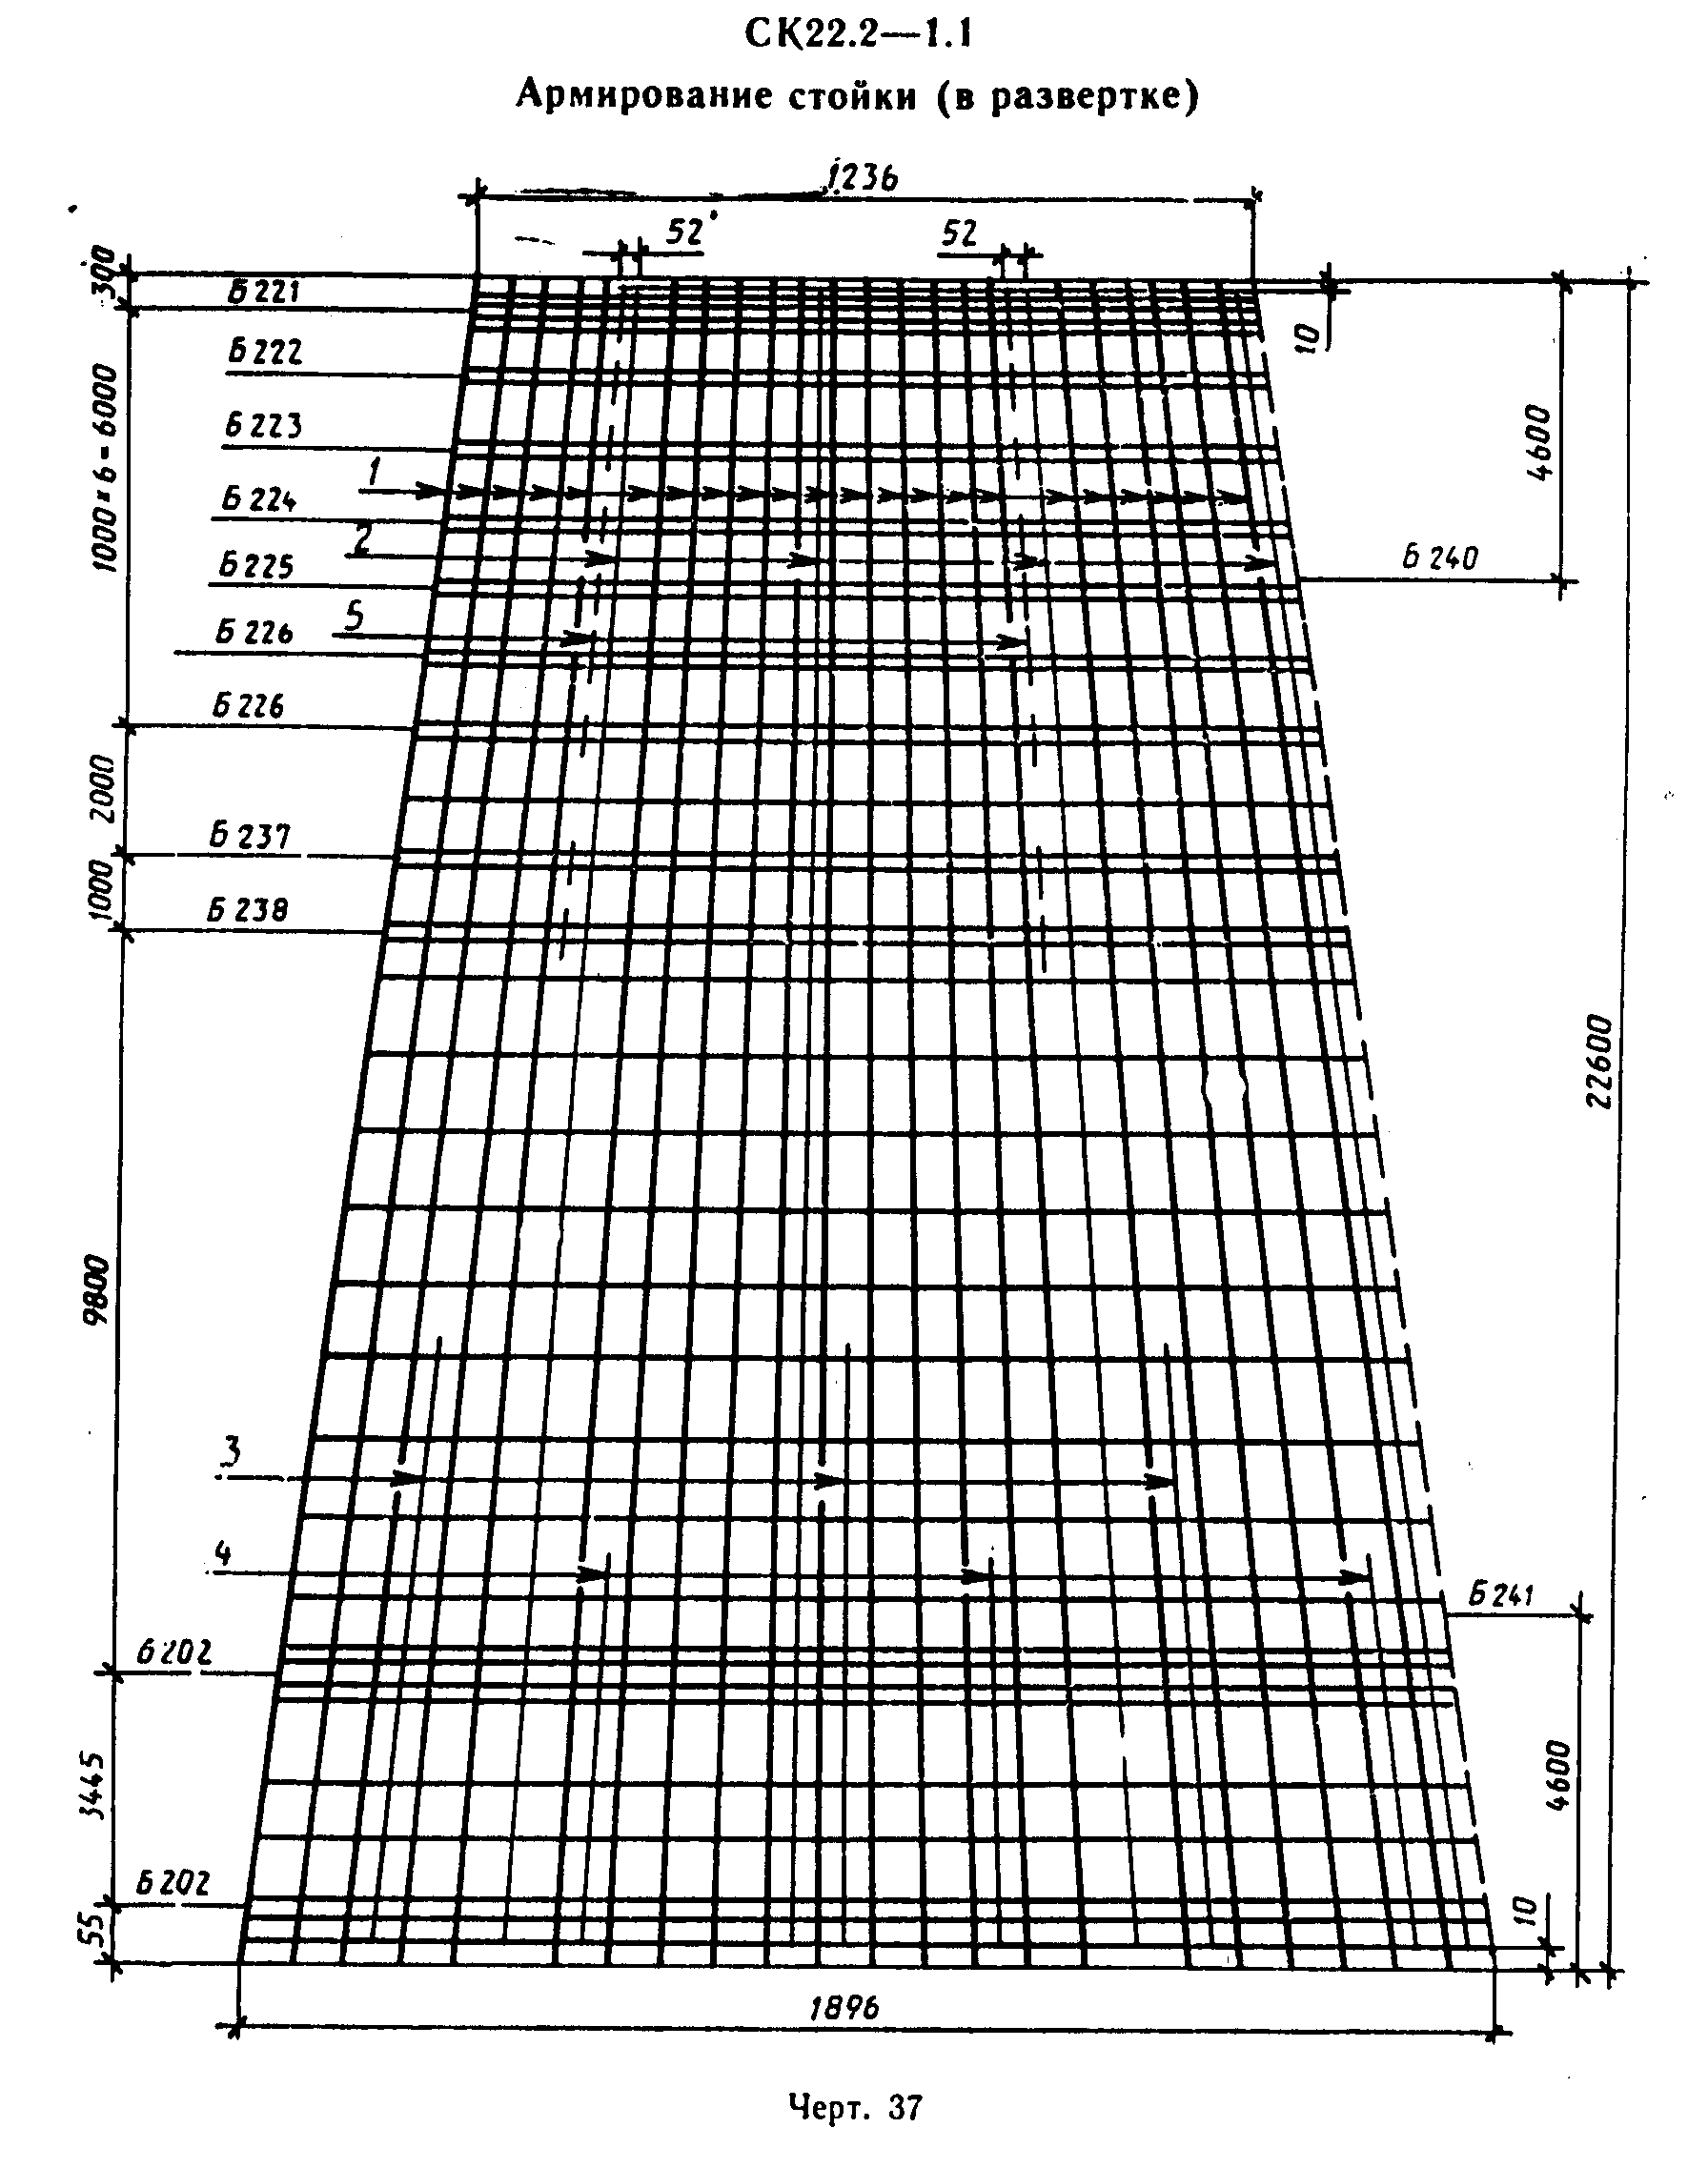 СК22.2—1.1
Армирование стойки (в развертке)
1236
52
52
300
Б221
10
Б222
1000×6=6000
Б223
4600
1
Б224
2
Б225
Б240
5
Б226
Б226
2000
Б237
1000
Б238
22600
9800
3
4
Б241
Б202
3445
4600
Б202
55
10
1896
Черт. 37